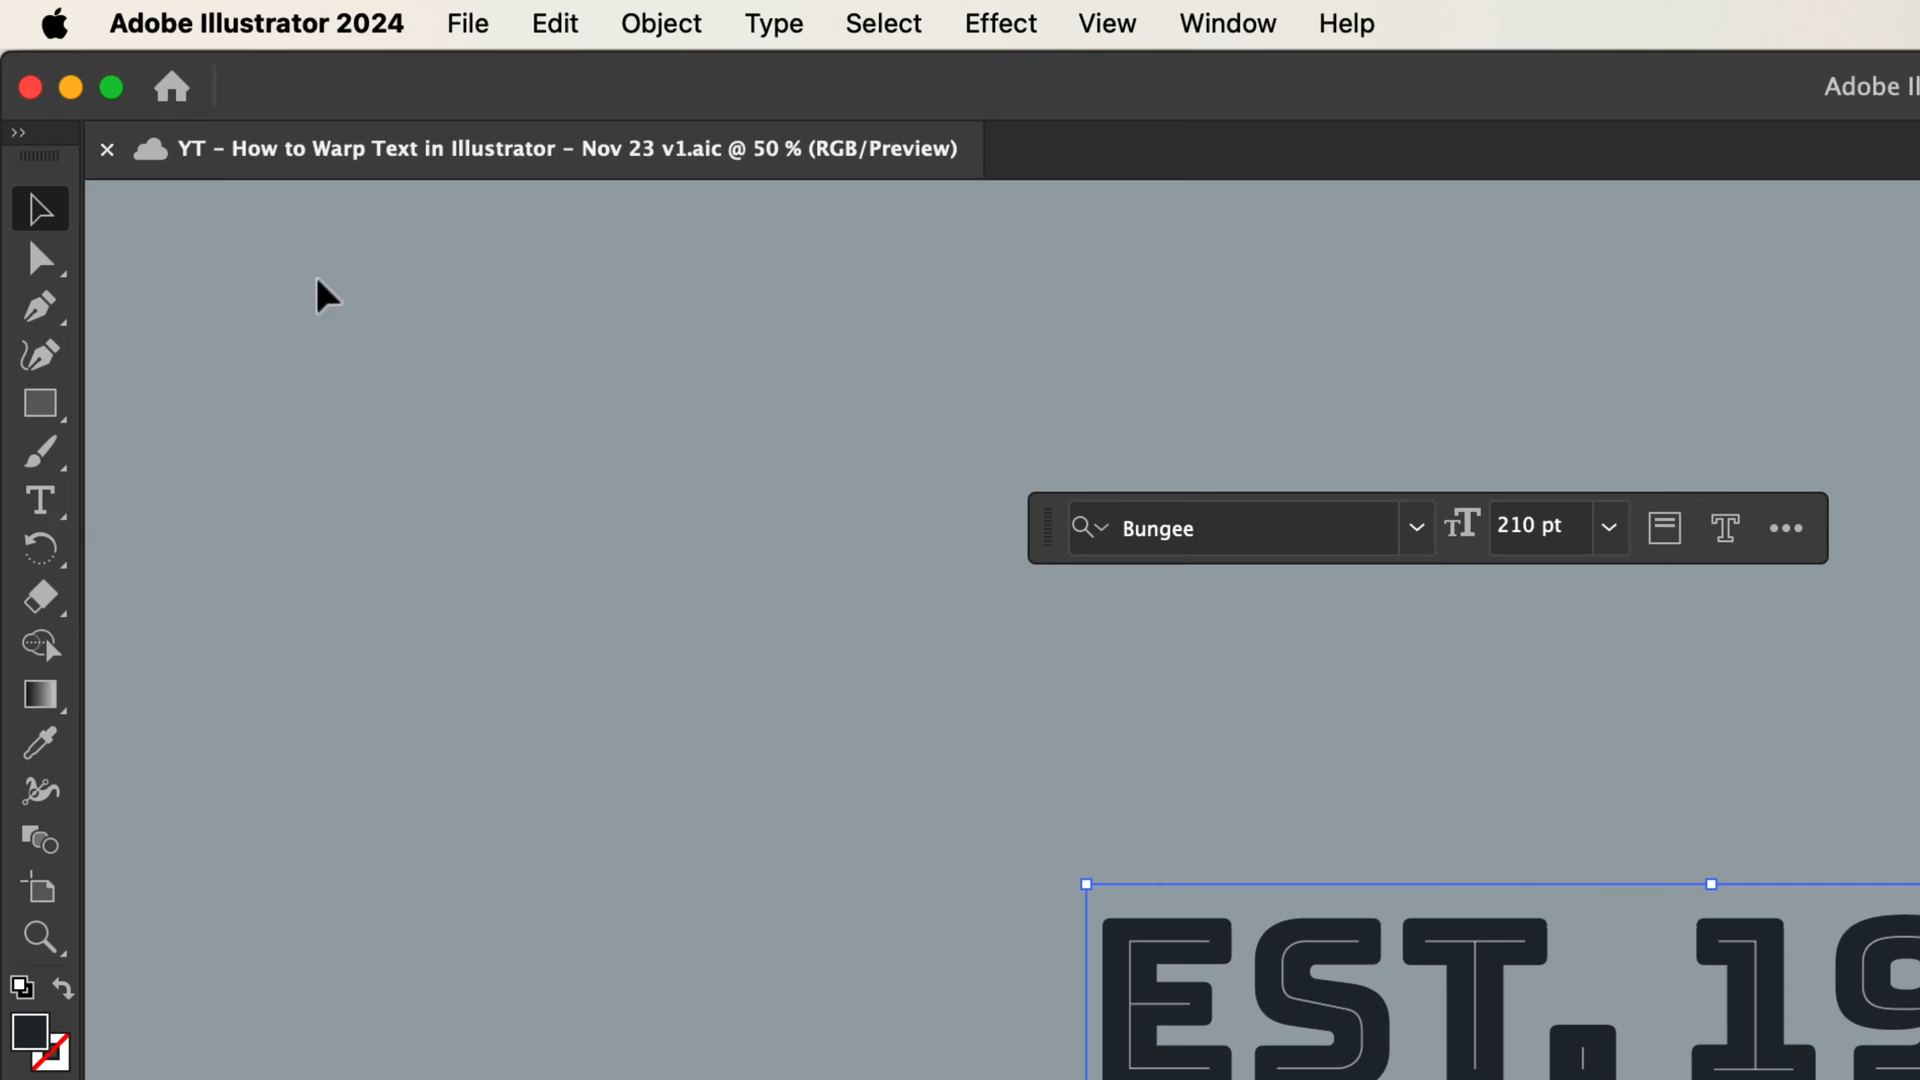 Adobe Illustrator 2024 File Edit Object Type Select Effect View Window Help
Adobe Il
YT – How to Warp Text in Illustrator – Nov 23 v1.aic @ 50 % (RGB/Preview)
Bungee 210 pt
EST. 19